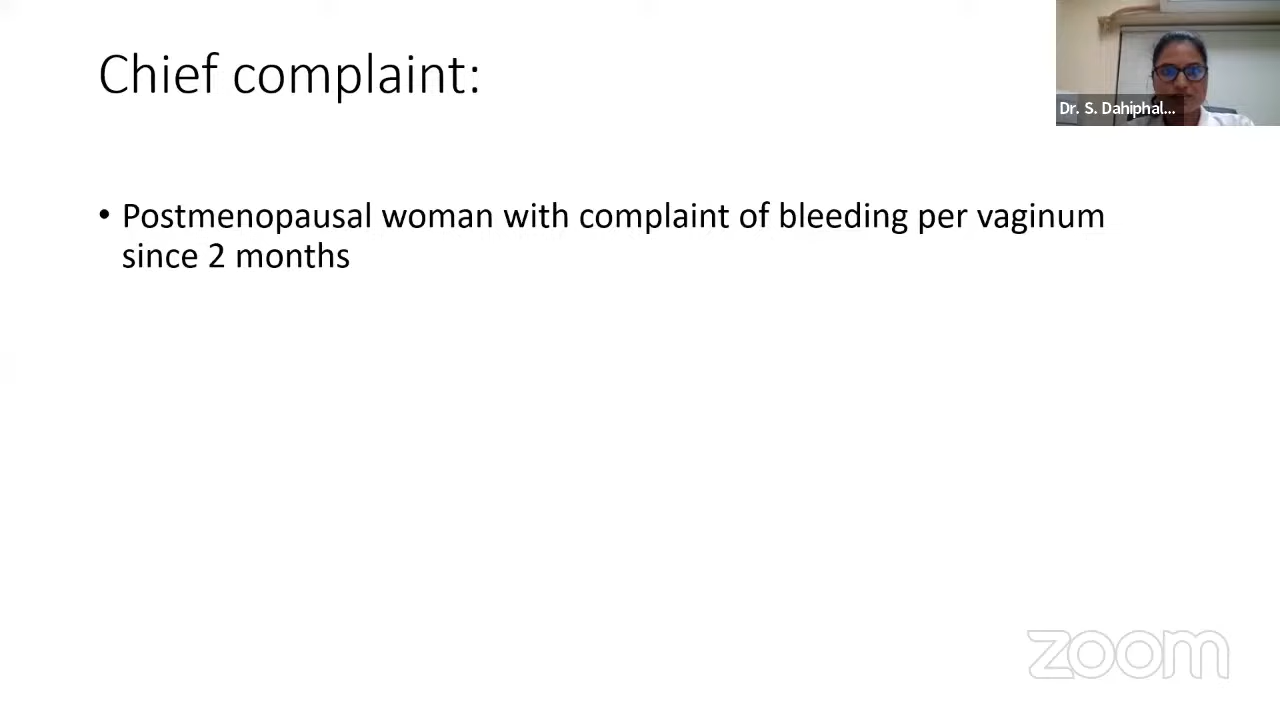 Chief complaint:
Dr. S. Dahiphal...
• Postmenopausal woman with complaint of bleeding per vaginum
since 2 months
zoom